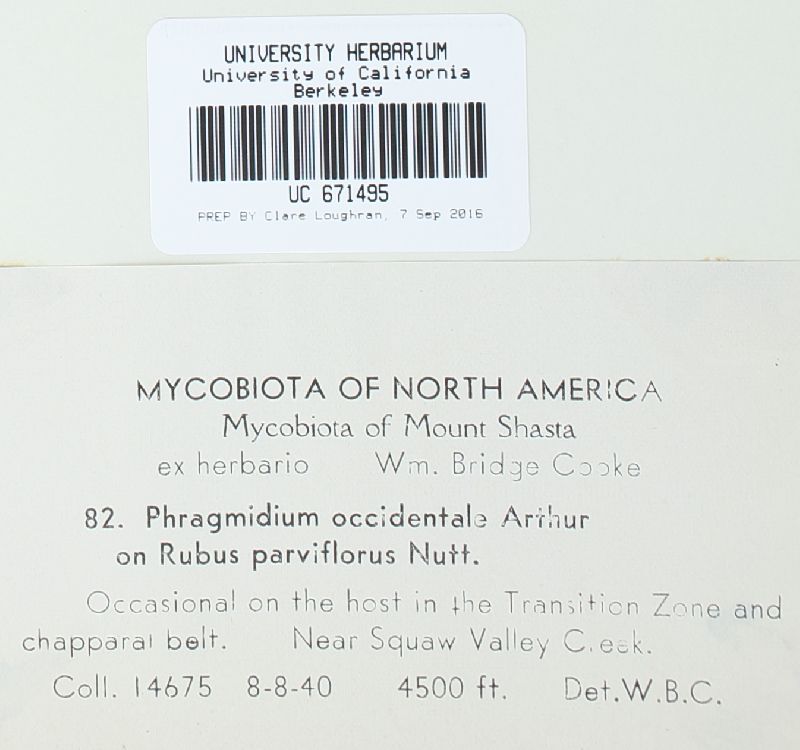 UNIVERSITY HERBARIUM
University of California
Berkeley
UC 671495
PREP BY Clare Loughran, 7 Sep 2016
MYCOBIOTA OF NORTH AMERICA
Mycobiota of Mount Shasta
ex herbario Wm. Bridge Cooke
82. Phragmidium occidentale Arthur
on Rubus parviflorus Nutt.
Occasional on the host in the Transition Zone and
chapparal belt. Near Squaw Valley Creek.
Coll. 14675 8-8-40 4500 ft. Det.W.B.C.